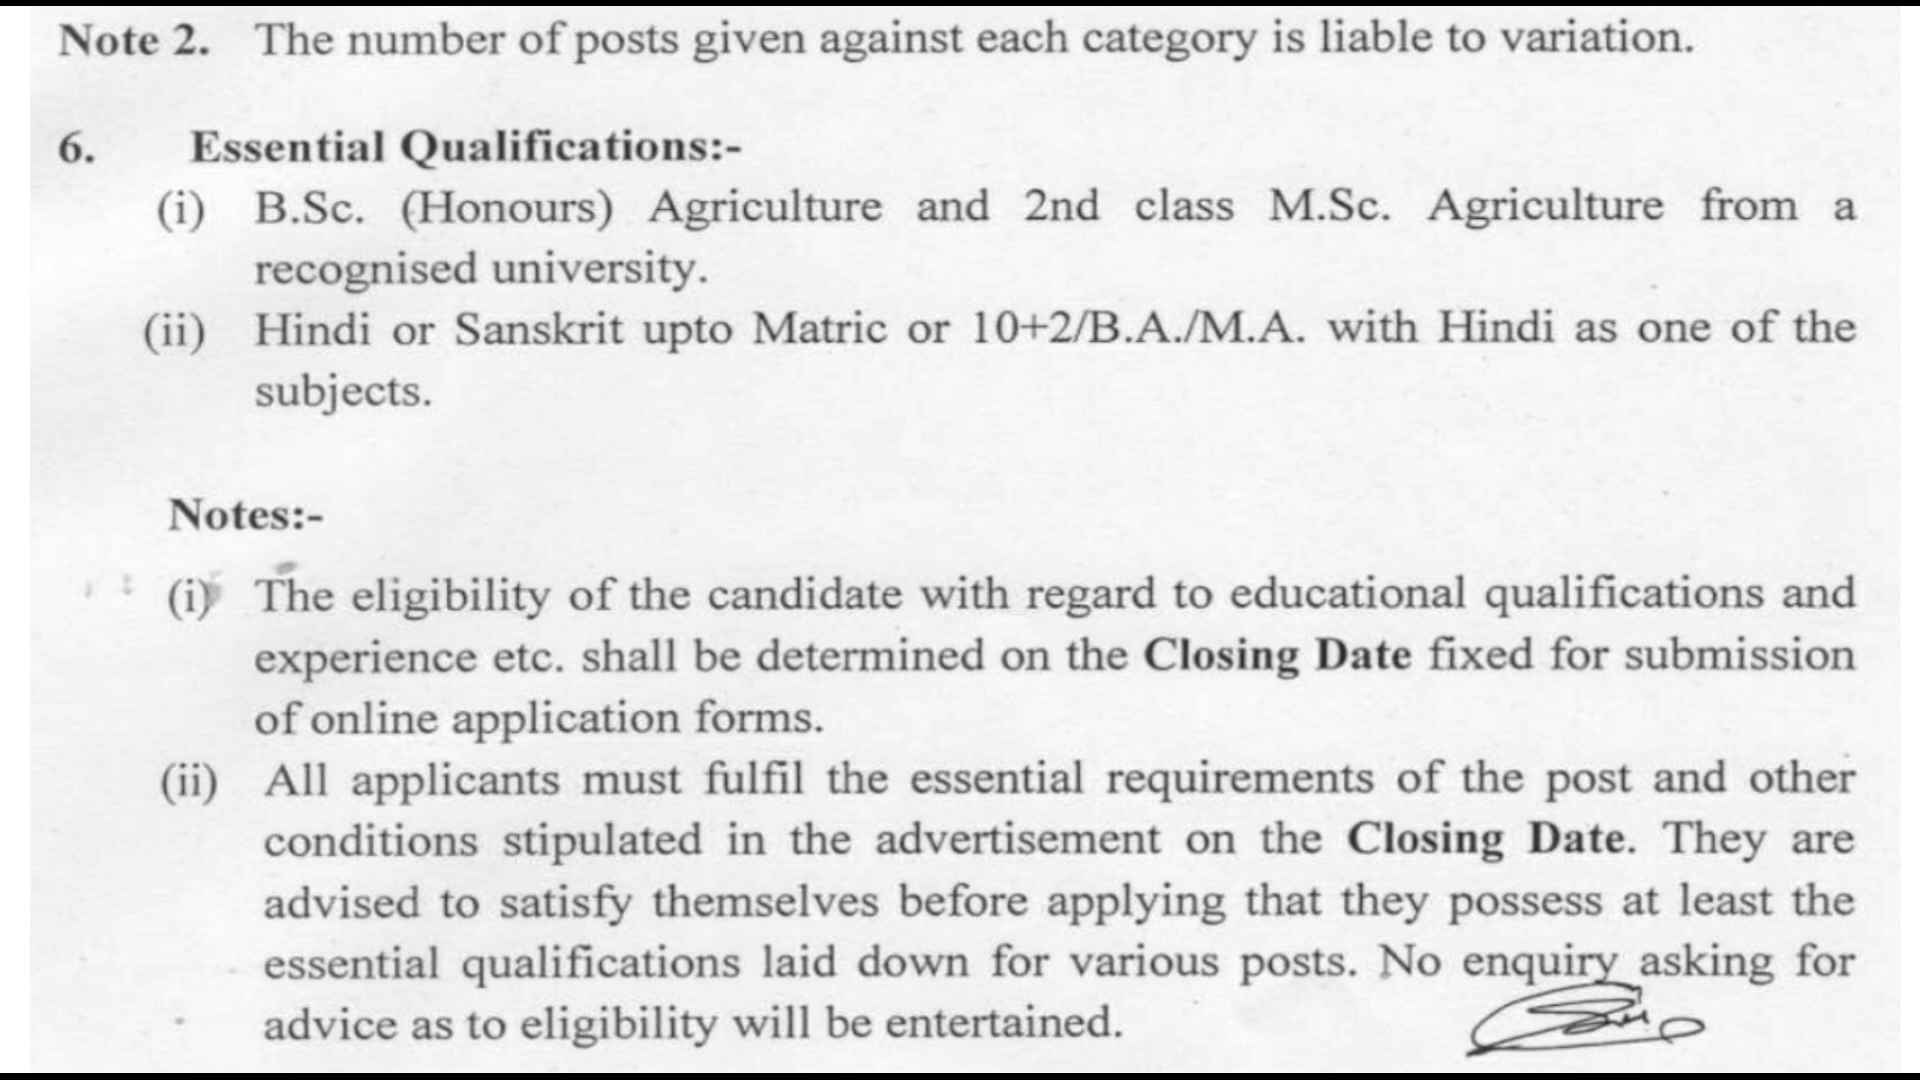 Note 2. The number of posts given against each category is liable to variation.
6. Essential Qualifications:-
(i) B.Sc. (Honours) Agriculture and 2nd class M.Sc. Agriculture from a
recognised university.
(ii) Hindi or Sanskrit upto Matric or 10+2/B.A./M.A. with Hindi as one of the
subjects.
Notes:-
(i) The eligibility of the candidate with regard to educational qualifications and
experience etc. shall be determined on the Closing Date fixed for submission
of online application forms.
(ii) All applicants must fulfil the essential requirements of the post and other
conditions stipulated in the advertisement on the Closing Date. They are
advised to satisfy themselves before applying that they possess at least the
essential qualifications laid down for various posts. No enquiry asking for
advice as to eligibility will be entertained.